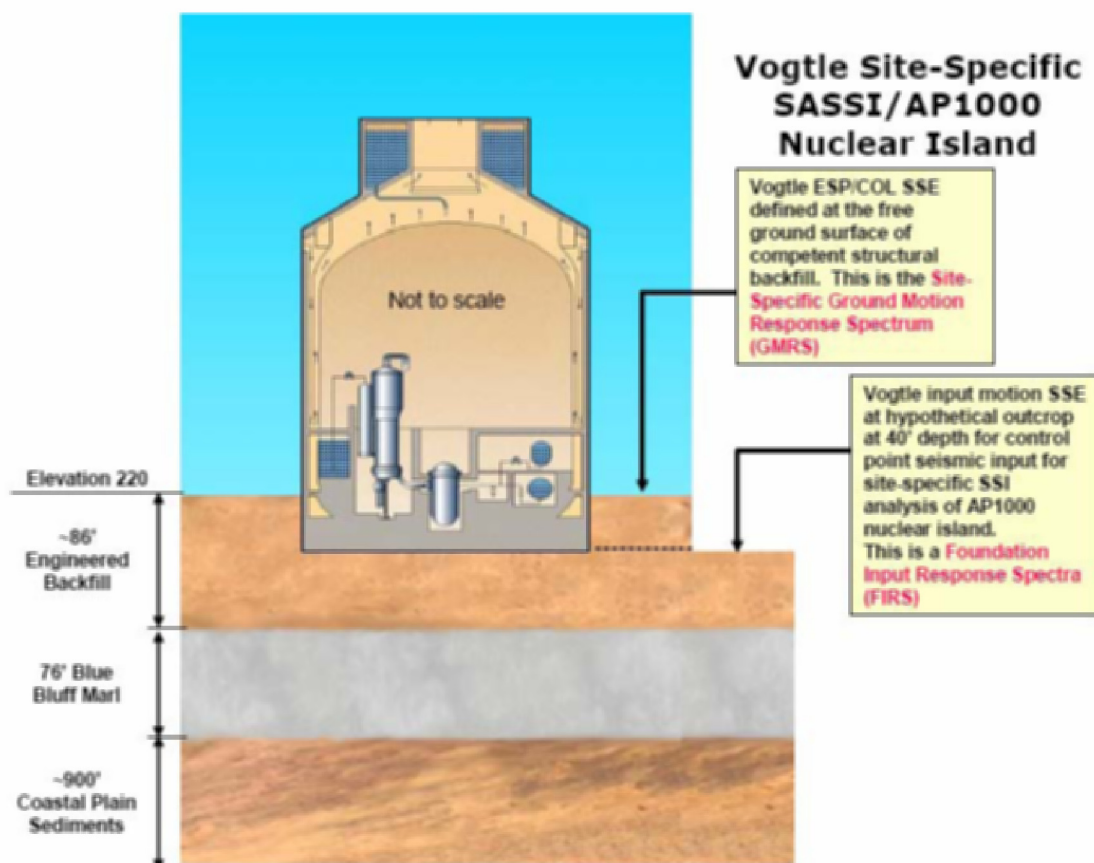 Vogtle Site-Specific
SASSI/AP1000
Nuclear Island
Vogtle ESP/COL SSE
defined at the free
ground surface of
competent structural
backfill. This is the Site-
Specific Ground Motion
Response Spectrum
(GMRS)
Not to scale
Vogtle input motion SSE
at hypothetical outcrop
at 40' depth for control
point seismic input for
site-specific SSI
analysis of AP1000
nuclear island.
This is a Foundation
Input Response Spectra
(FIRS)
Elevation 220
~86'
Engineered
Backfill
76' Blue
Bluff Marl
~900'
Coastal Plain
Sediments